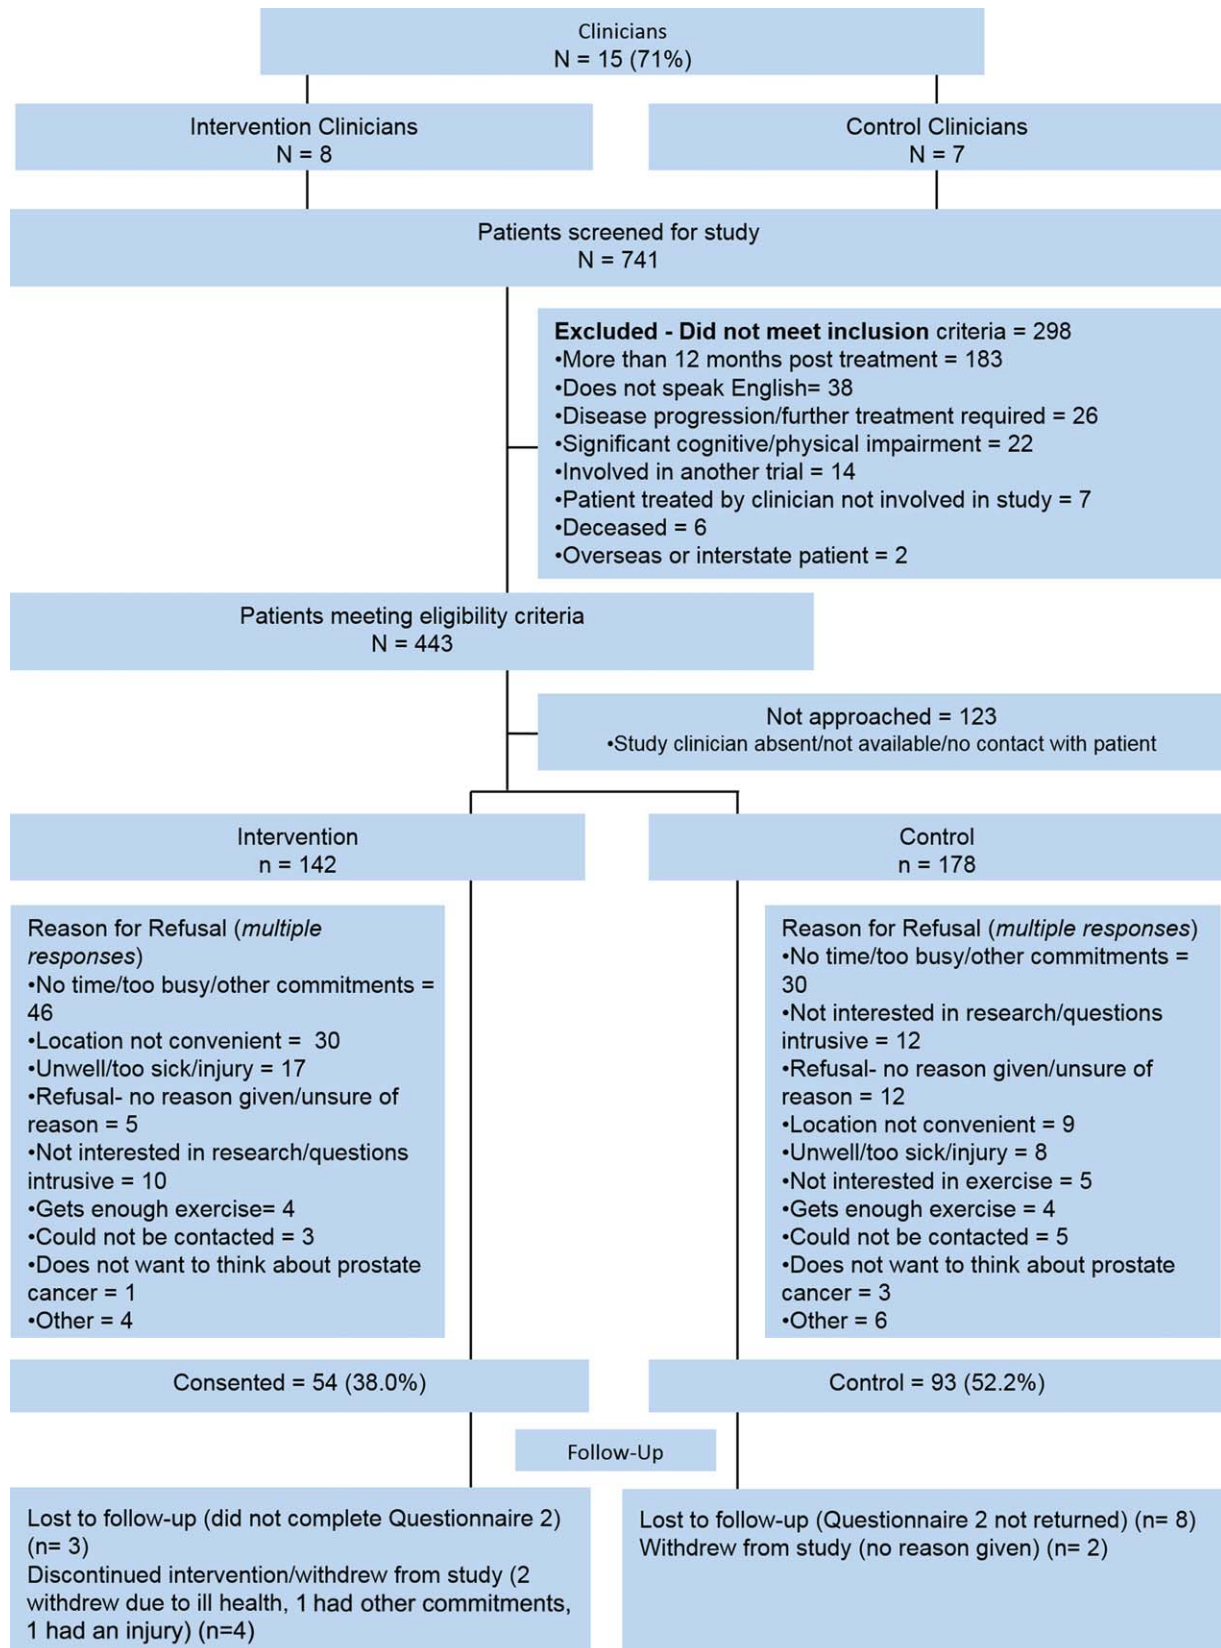 Clinicians
N = 15 (71%)
Intervention Clinicians
N = 8
Control Clinicians
N = 7
Patients screened for study
N = 741
Excluded - Did not meet inclusion criteria = 298
•More than 12 months post treatment = 183
•Does not speak English= 38
•Disease progression/further treatment required = 26
•Significant cognitive/physical impairment = 22
•Involved in another trial = 14
•Patient treated by clinician not involved in study = 7
•Deceased = 6
•Overseas or interstate patient = 2
Patients meeting eligibility criteria
N = 443
Not approached = 123
•Study clinician absent/not available/no contact with patient
Intervention
n = 142
Control
n = 178
Reason for Refusal (multiple
responses)
•No time/too busy/other commitments =
46
•Location not convenient =  30
•Unwell/too sick/injury = 17
•Refusal- no reason given/unsure of
reason = 5
•Not interested in research/questions
intrusive = 10
•Gets enough exercise= 4
•Could not be contacted = 3
•Does not want to think about prostate
cancer = 1
•Other = 4
Reason for Refusal (multiple responses)
•No time/too busy/other commitments =
30
•Not interested in research/questions
intrusive = 12
•Refusal- no reason given/unsure of
reason = 12
•Location not convenient = 9
•Unwell/too sick/injury = 8
•Not interested in exercise = 5
•Gets enough exercise = 4
•Could not be contacted = 5
•Does not want to think about prostate
cancer = 3
•Other = 6
Consented = 54 (38.0%)
Control = 93 (52.2%)
Follow-Up
Lost to follow-up (did not complete Questionnaire 2)
(n= 3)
Discontinued intervention/withdrew from study (2
withdrew due to ill health, 1 had other commitments,
1 had an injury) (n=4)
Lost to follow-up (Questionnaire 2 not returned) (n= 8)
Withdrew from study (no reason given) (n= 2)